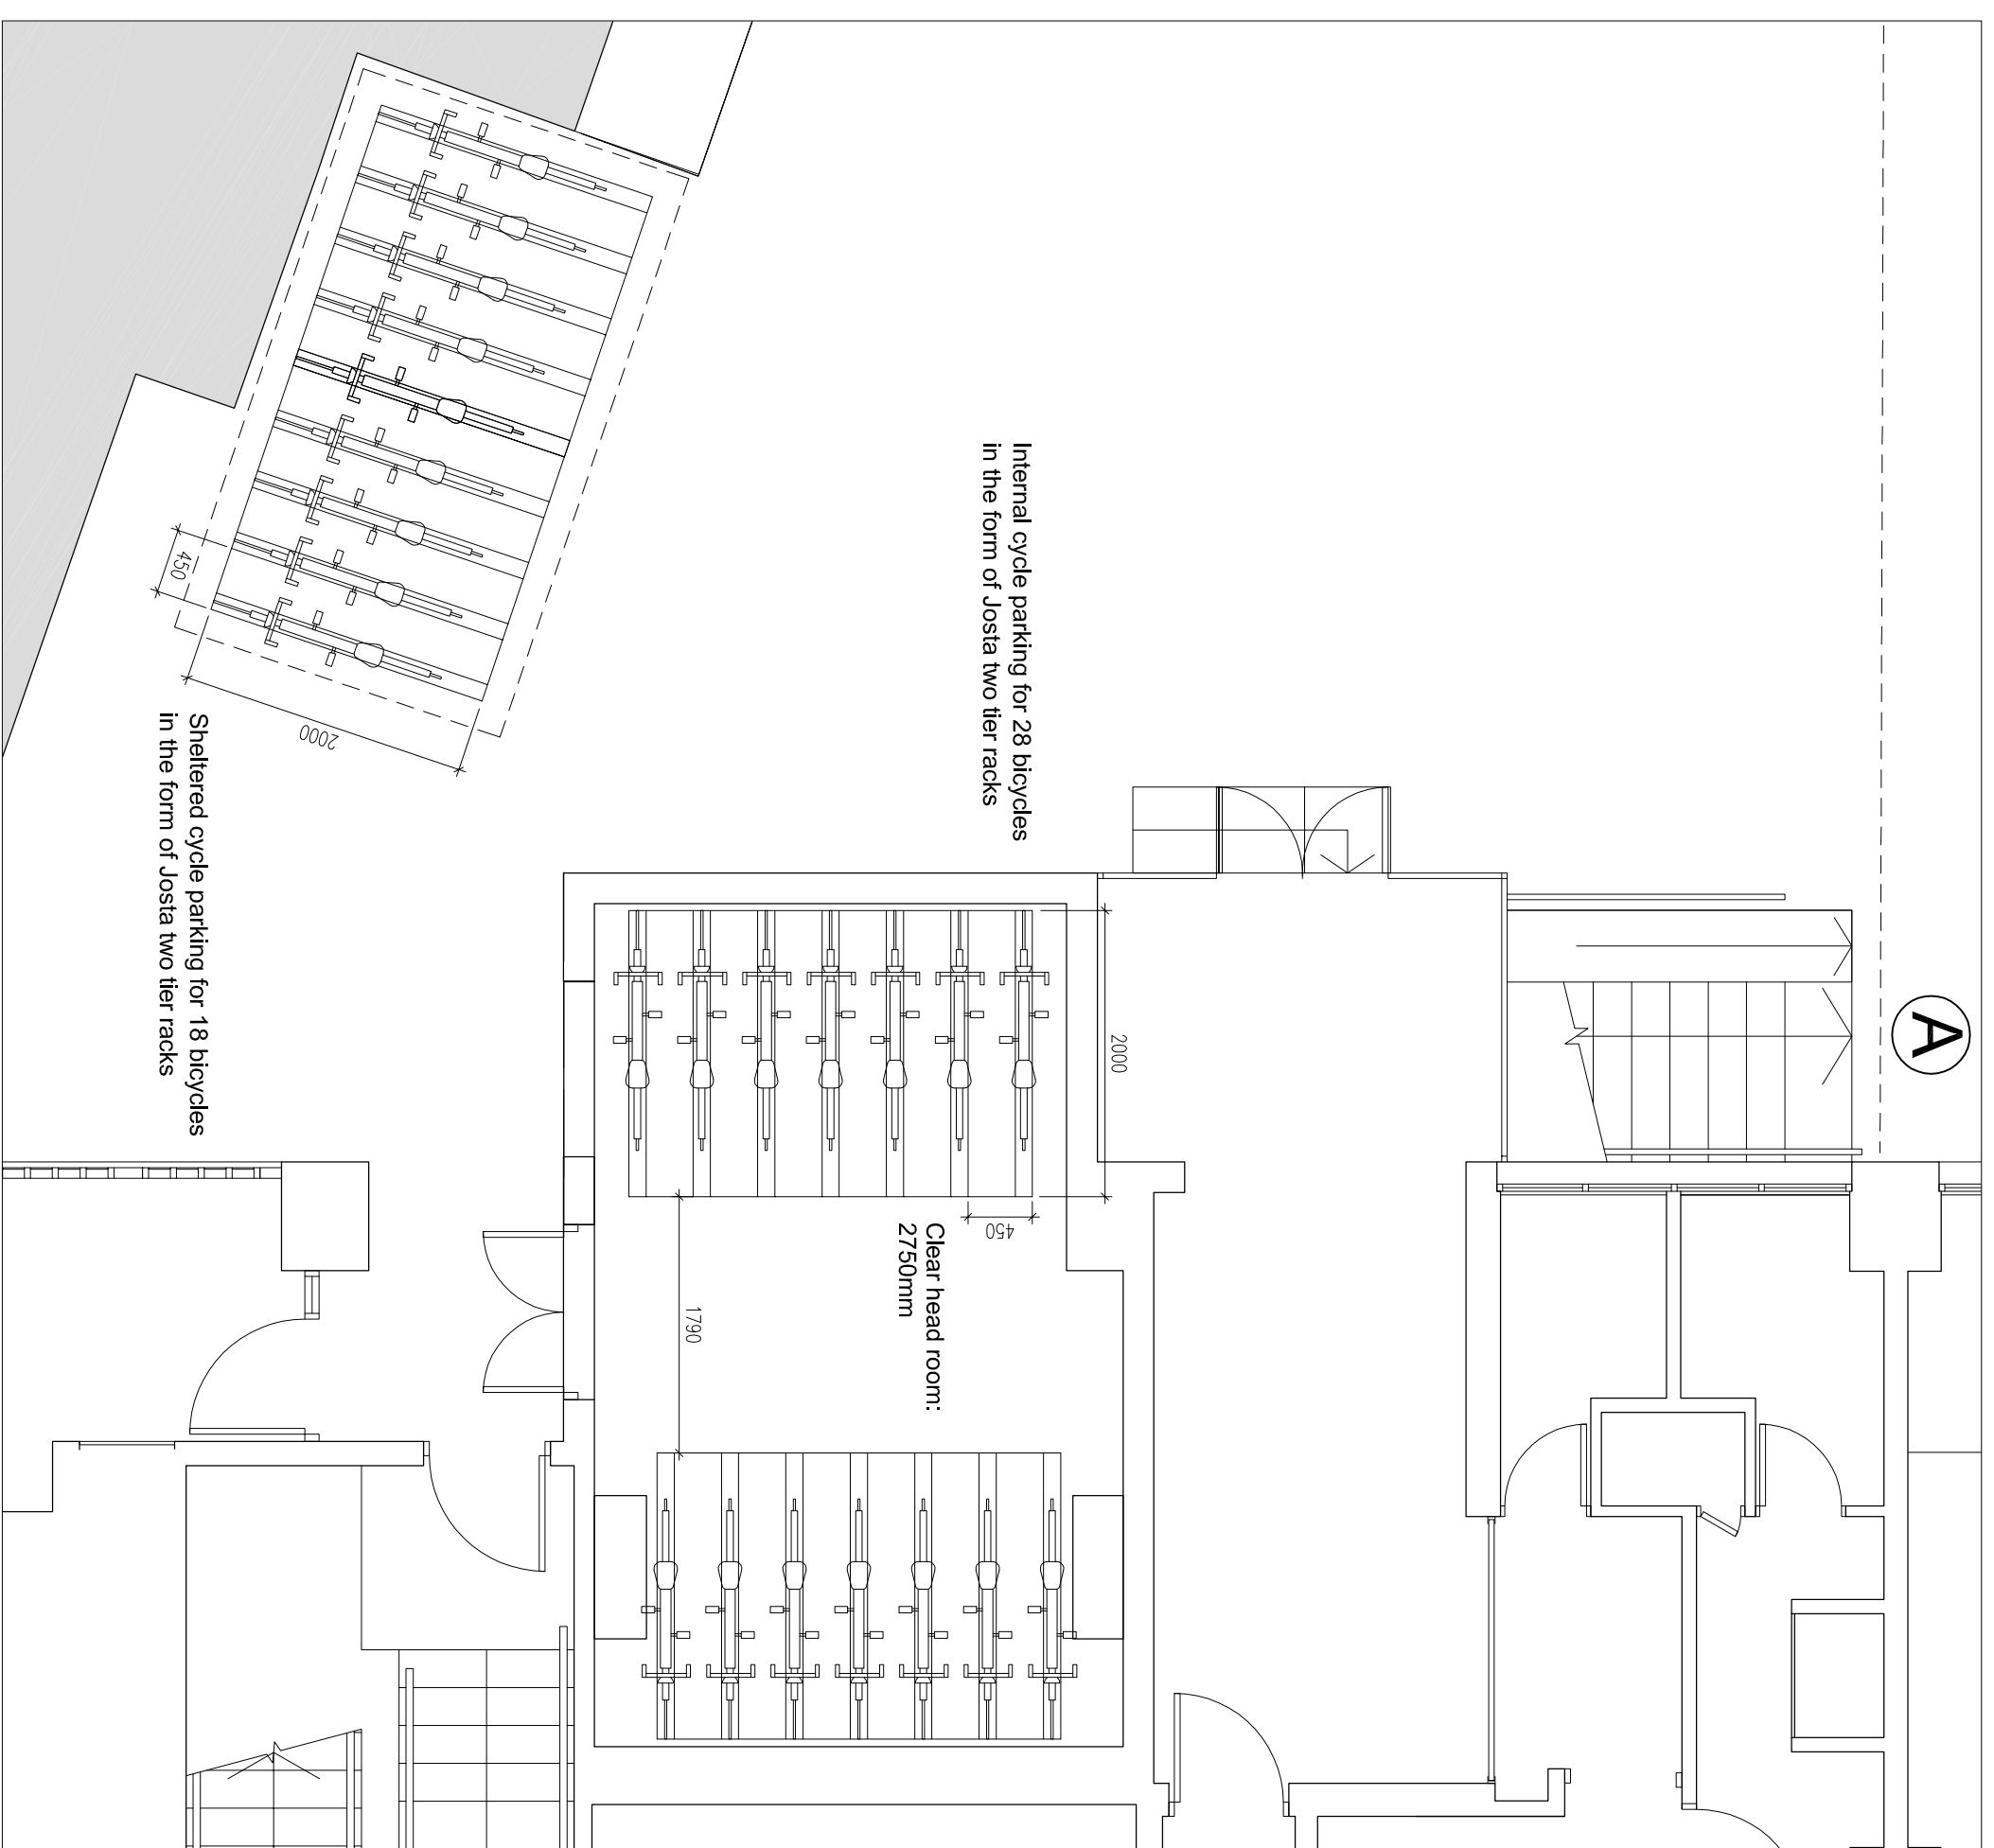 A
Internal cycle parking for 28 bicycles
in the form of Josta two tier racks
2000
450
Clear head room:
2750mm
1790
450
2000
Sheltered cycle parking for 18 bicycles
in the form of Josta two tier racks